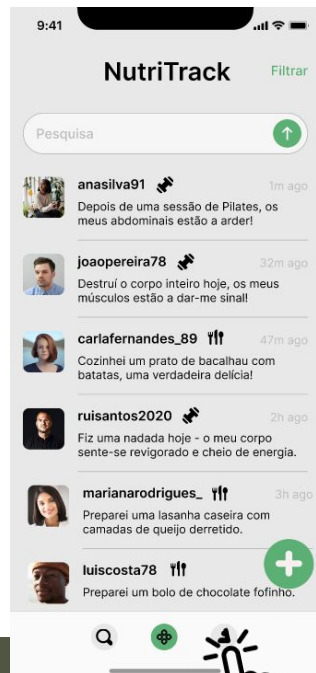 9:41
NutriTrack
Filtrar
Pesquisa
anasilva91
1m ago
Depois de uma sessão de Pilates, os
meus abdominais estão a arder!
joaopereira78
32m ago
Destruí o corpo inteiro hoje, os meus
músculos estão a dar-me sinal!
carlafernandes_89
47m ago
Cozinhei um prato de bacalhau com
batatas, uma verdadeira delícia!
ruisantos2020
2h ago
Fiz uma nadada hoje - o meu corpo
sente-se revigorado e cheio de energia.
marianarodrigues_
3h ago
Preparei uma lasanha caseira com
camadas de queijo derretido.
luiscosta78
Preparei um bolo de chocolate fofinho.